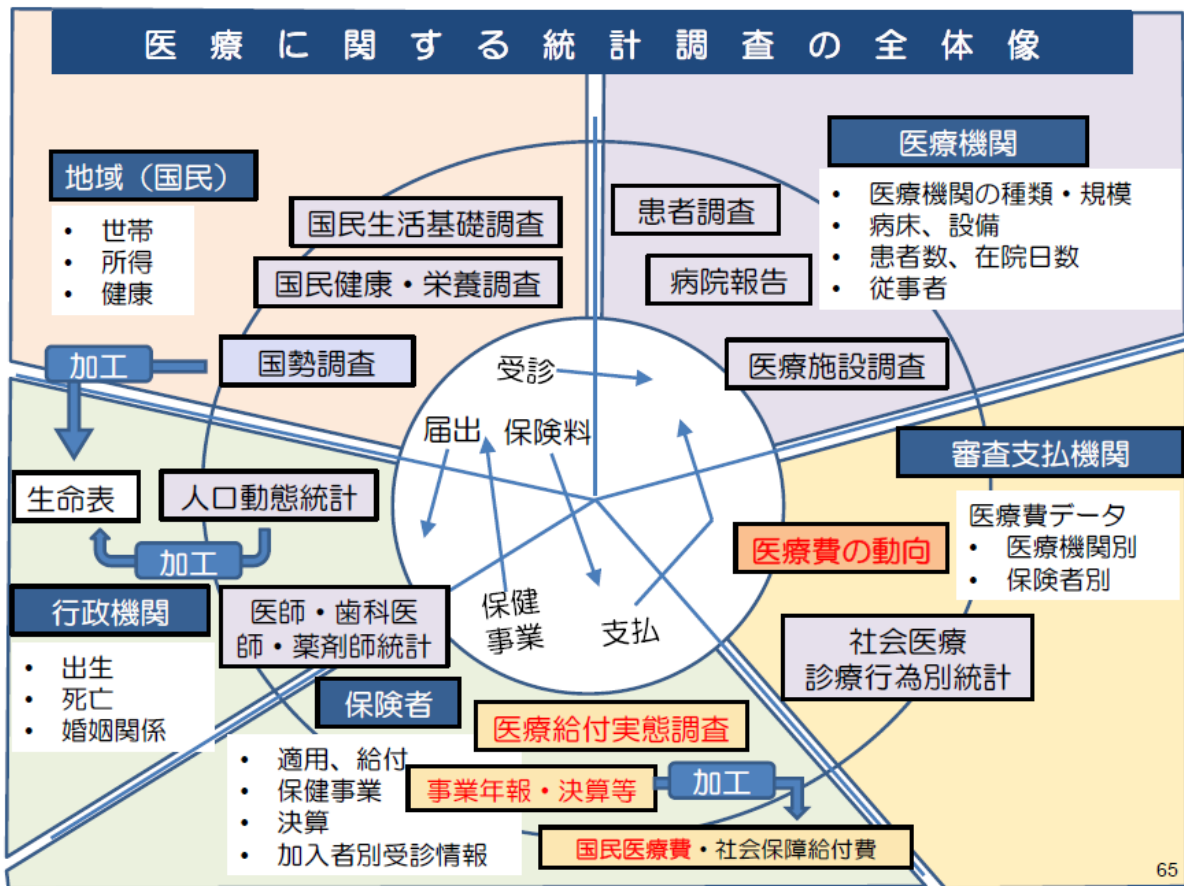 医療に関する統計調査の全体像
地域（国民）
• 世帯
• 所得
• 健康
国民生活基礎調査
国民健康・栄養調査
国勢調査
加工
患者調査
病院報告
医療施設調査
医療機関
• 医療機関の種類・規模
• 病床、設備
• 患者数、在院日数
• 従事者
受診
届出
保険料
保健
事業
支払
生命表
人口動態統計
加工
行政機関
• 出生
• 死亡
• 婚姻関係
医師・歯科医
師・薬剤師統計
審査支払機関
医療費データ
• 医療機関別
• 保険者別
医療費の動向
社会医療
診療行為別統計
保険者
• 適用、給付
• 保健事業
• 決算
• 加入者別受診情報
医療給付実態調査
事業年報・決算等
加工
国民医療費・社会保障給付費
65